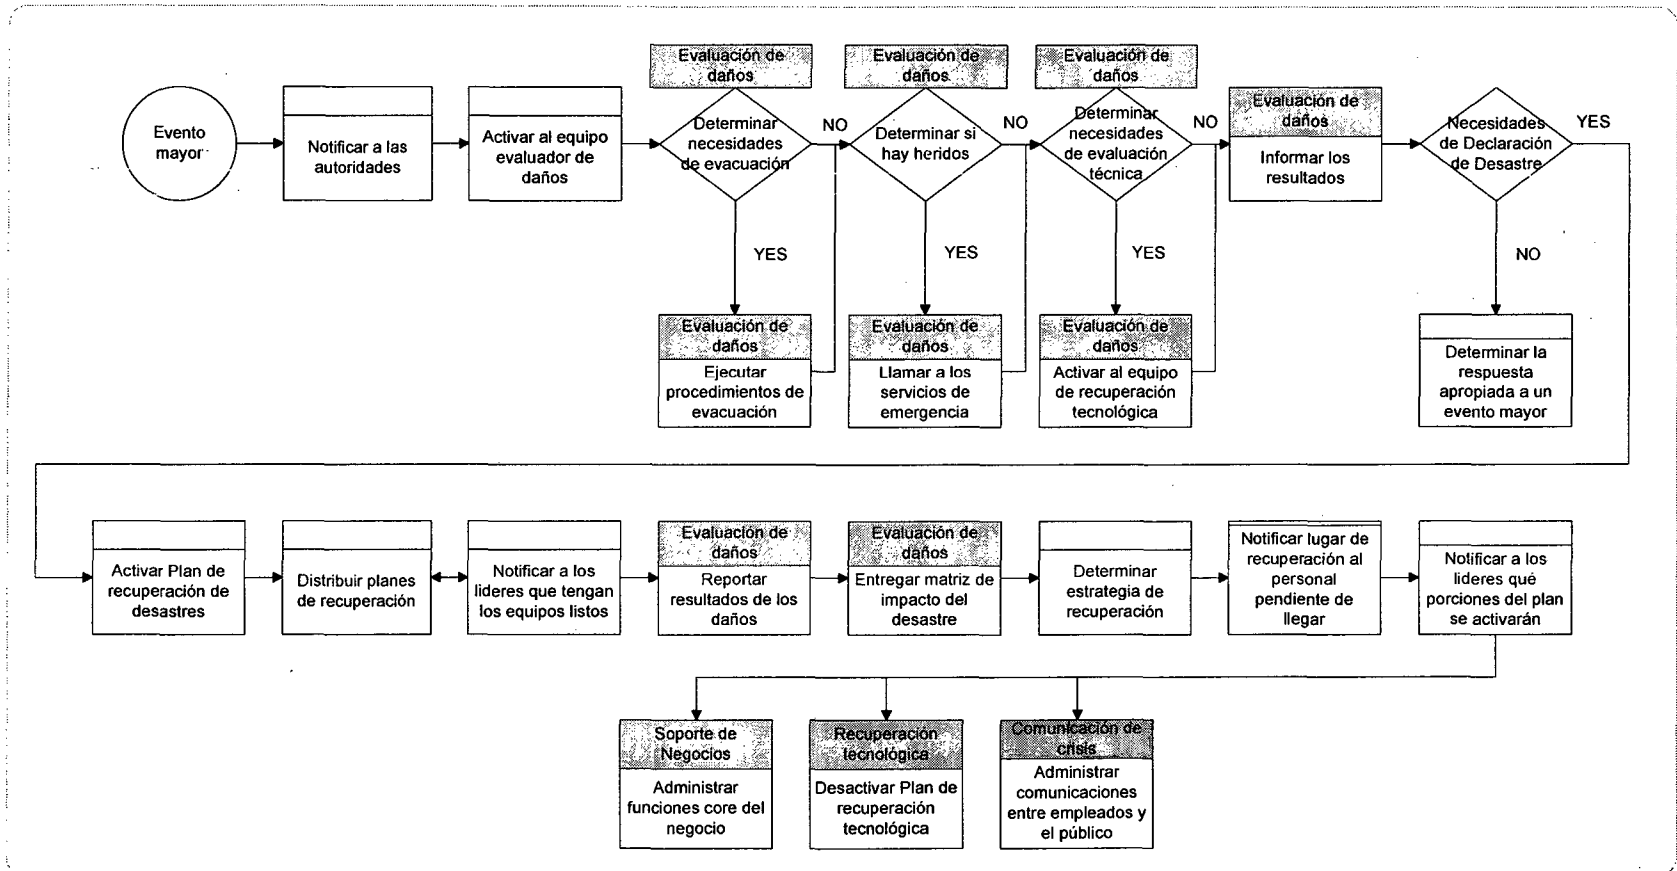 Evento
mayor
Notificar a las
autoridades
Activar al equipo
evaluador de
daños
Evaluación de
daños
Determinar
necesidades
de evacuación
NO
YES
Evaluación de
daños
Ejecutar
procedimientos de
evacuación
Evaluación de
daños
Determinar si
hay heridos
NO
YES
Evaluación de
daños
Llamar a los
servicios de
emergencia
Evaluación de
daños
Determinar
necesidades
de evaluación
técnica
NO
YES
Evaluación de
daños
Activar al equipo
de recuperación
tecnológica
Evaluación de
daños
Informar los
resultados
Necesidades
de Declaración
de Desastre
YES
NO
Determinar la
respuesta
apropiada a un
evento mayor
Activar Plan de
recuperación de
desastres
Distribuir planes
de recuperación
Notificar a los
lideres que tengan
los equipos listos
Evaluación de
daños
Reportar
resultados de los
daños
Evaluación de
daños
Entregar matriz de
impacto del
desastre
Determinar
estrategia de
recuperación
Notificar lugar de
recuperación al
personal
pendiente de
llegar
Notificar a los
lideres qué
porciones del plan
se activarán
Soporte de
Negocios
Administrar
funciones core del
negocio
Recuperación
tecnológica
Desactivar Plan de
recuperación
tecnológica
Comunicación de
crisis
Administrar
comunicaciones
entre empleados y
el público